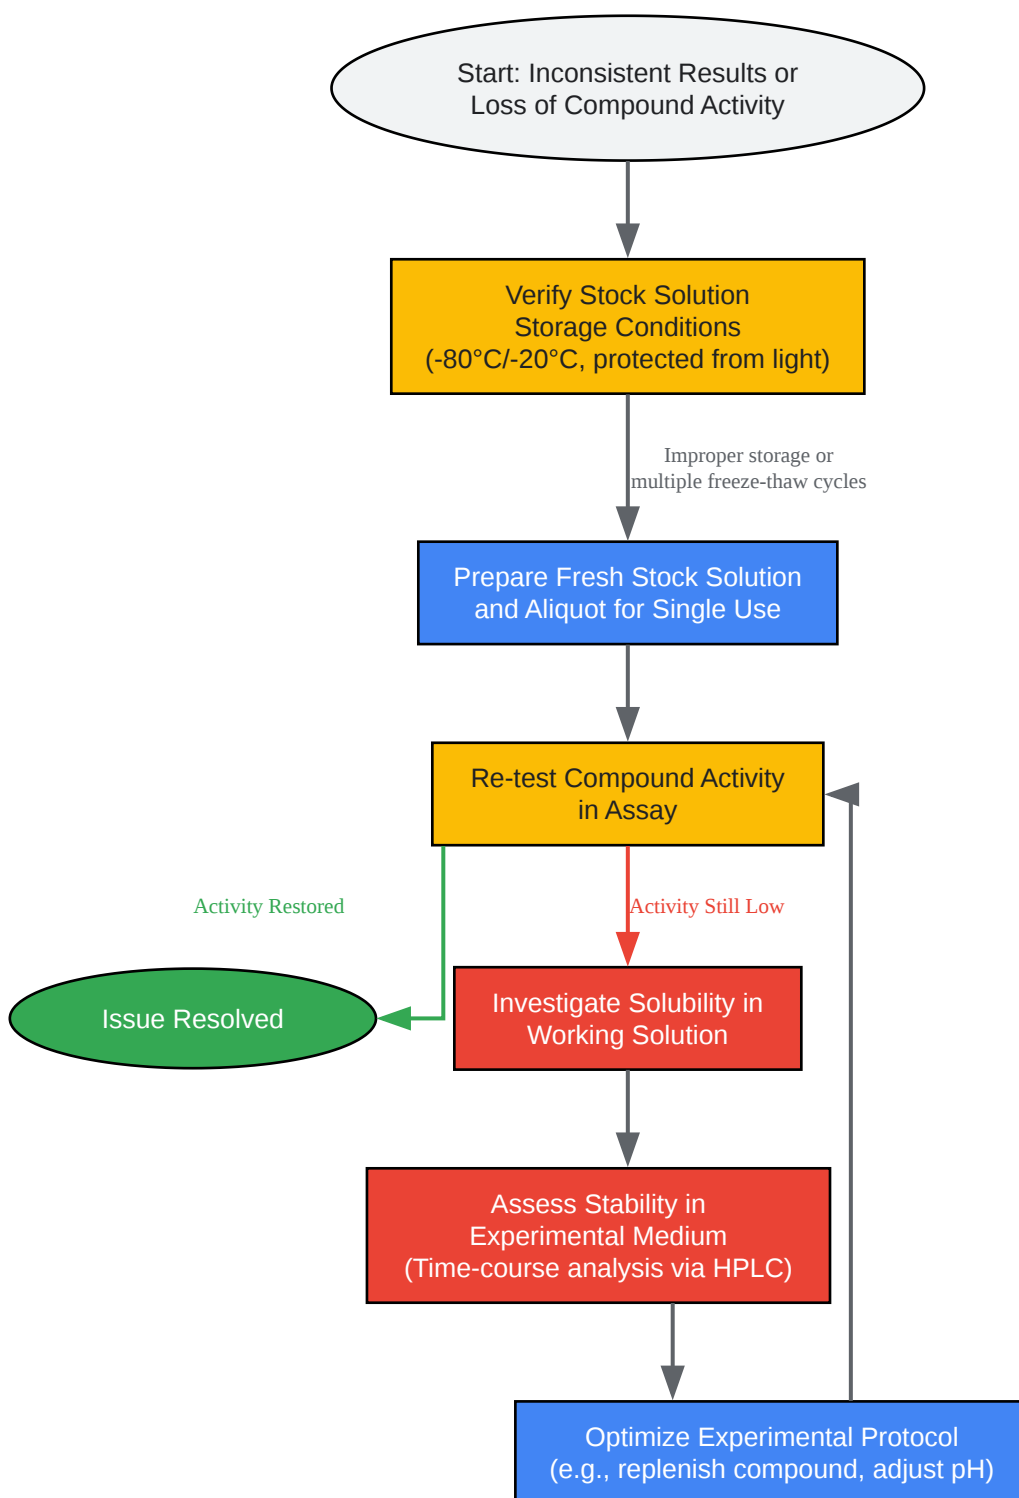 Start: Inconsistent Results or
Loss of Compound Activity
Verify Stock Solution
Storage Conditions
(-80°C/-20°C, protected from light)
Improper storage or
multiple freeze-thaw cycles
Prepare Fresh Stock Solution
and Aliquot for Single Use
Re-test Compound Activity
in Assay
Activity Restored
Activity Still Low
Issue Resolved
Investigate Solubility in
Working Solution
Assess Stability in
Experimental Medium
(Time-course analysis via HPLC)
Optimize Experimental Protocol
(e.g., replenish compound, adjust pH)